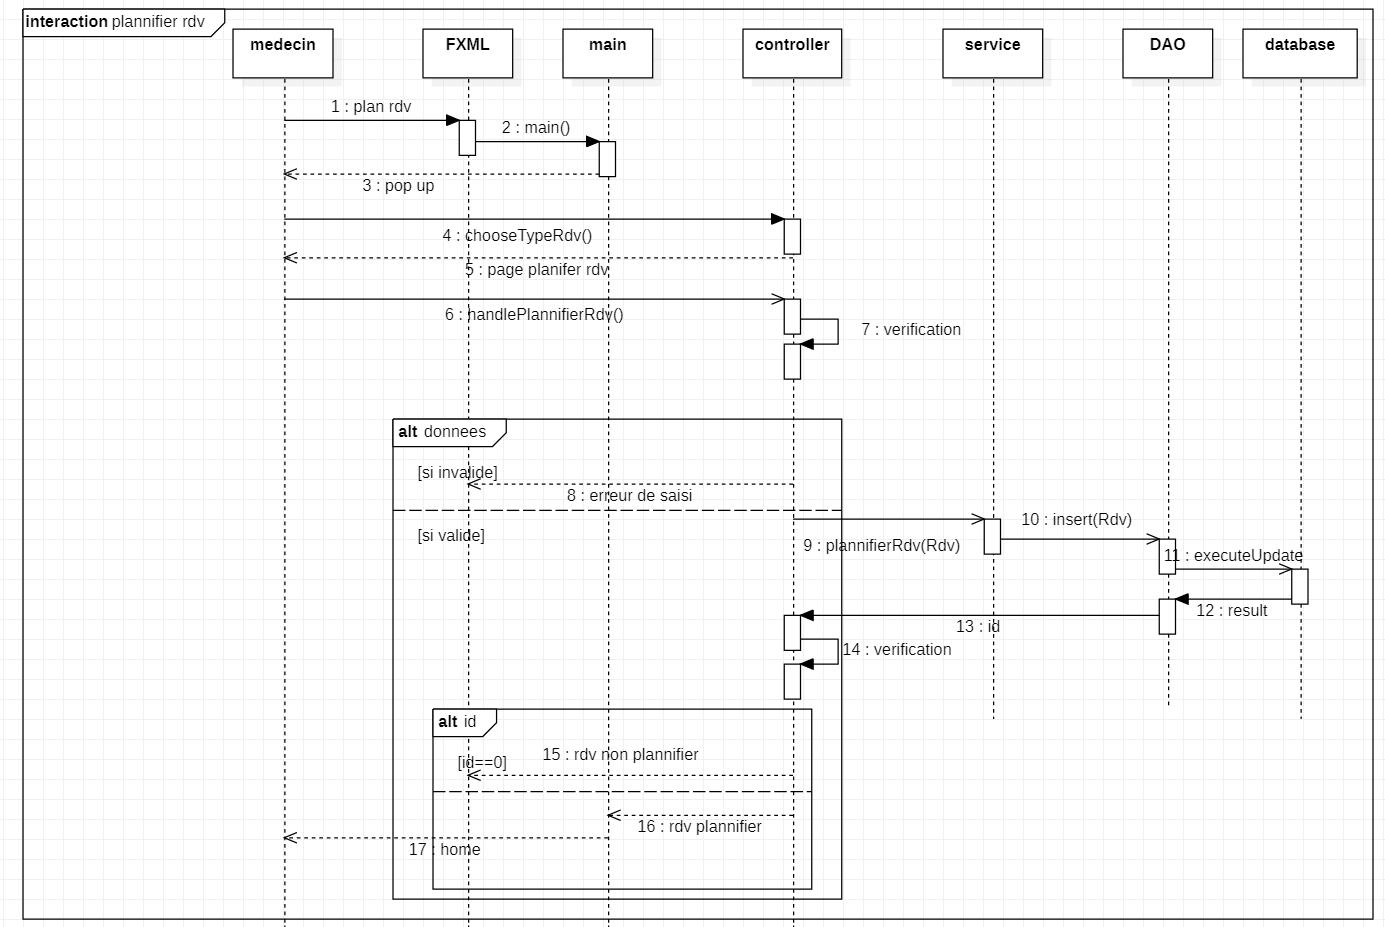 interaction plannifier rdv
medecin
FXML
main
controller
service
DAO
database
1 : plan rdv
2 : main()
3 : pop up
4 : chooseTypeRdv()
5 : page planifer rdv
6 : handlePlannifierRdv()
7 : verification
alt donnees
[si invalide]
8 : erreur de saisi
[si valide]
9 : plannifierRdv(Rdv)
10 : insert(Rdv)
11 : executeUpdate
12 : result
13 : id
14 : verification
alt id
[id==0]
15 : rdv non plannifier
16 : rdv plannifier
17 : home